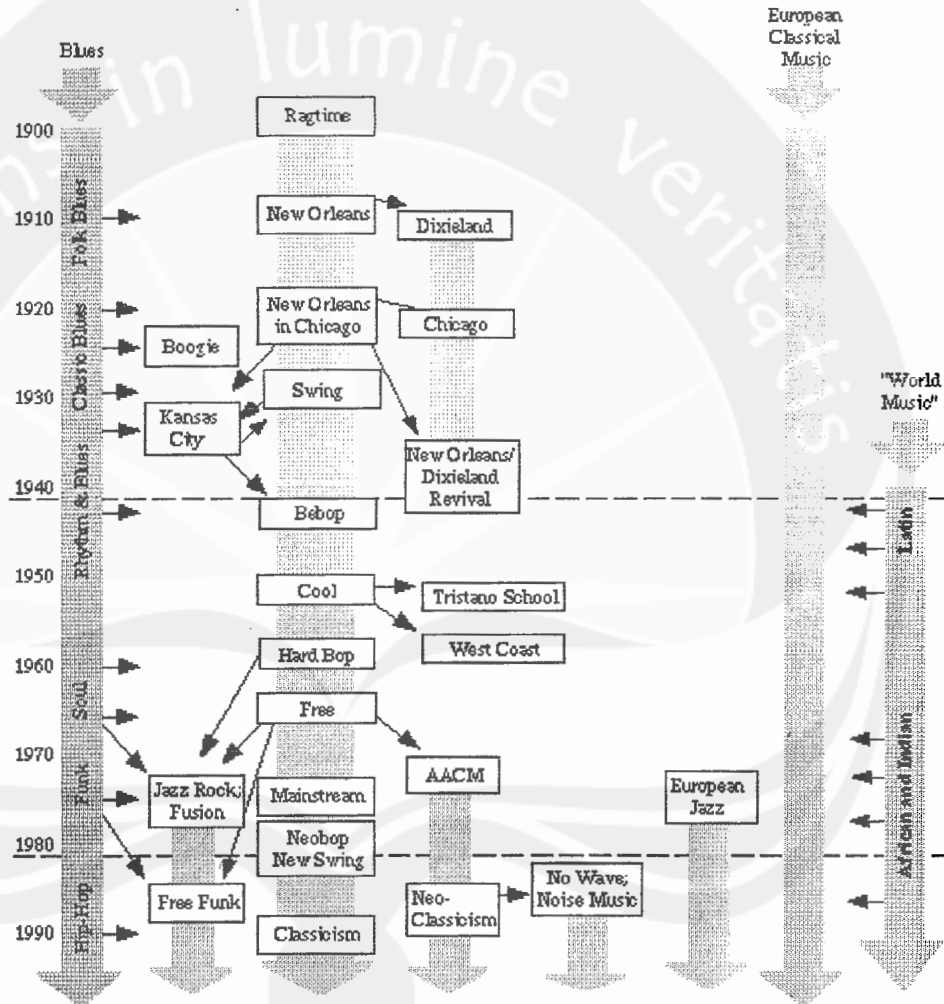 in lumine veritatis
Blues
European
Classical
Music
1900
Ragtime
Folk Blues
1910
New Orleans
Dixieland
1920
New Orleans
in Chicago
Chicago
Classic Blues
Boogie
1930
Swing
"World
Music"
Kansas
City
New Orleans/
Dixieland
Revival
1940
Rhythm & Blues
Bebop
Latin
1950
Cool
Tristano School
Hard Bop
West Coast
1960
Soul
Free
1970
AACM
African and Indian
Funk
Jazz Rock;
Fusion
Mainstream
European
Jazz
1980
Neobop
New Swing
Hip-Hop
Free Funk
Neo-
Classicism
No Wave;
Noise Music
1990
Classicism